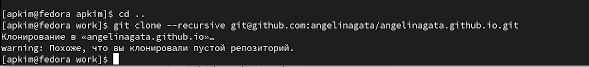 [apkim@fedora apkim]$ cd ..
[apkim@fedora work]$ git clone --recursive git@github.com:angelinagata/angelinagata.github.io.git
Клонирование в «angelinagata.github.io»…
warning: Похоже, что вы клонировали пустой репозиторий.
[apkim@fedora work]$